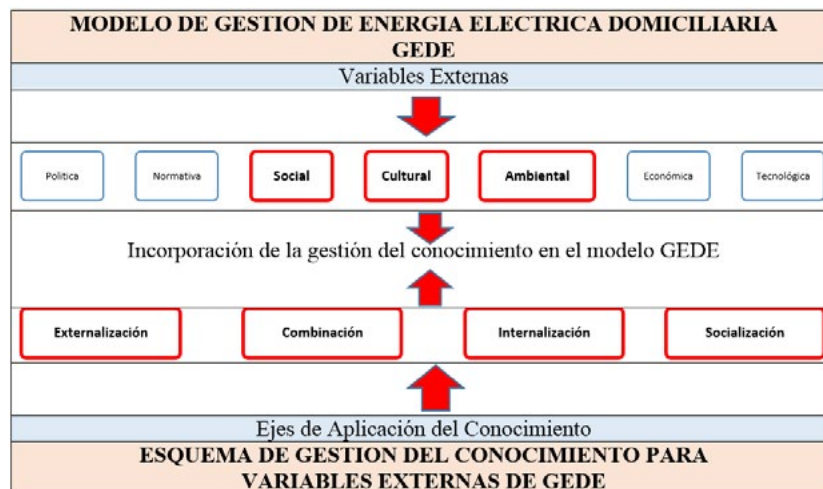 MODELO DE GESTION DE ENERGIA ELECTRICA DOMICILIARIA
GEDE
Variables Externas
Politica Normativa Social Cultural Ambiental Económica Tecnológica
Incorporación de la gestión del conocimiento en el modelo GEDE
Externalización Combinación Internalización Socialización
Ejes de Aplicación del Conocimiento
ESQUEMA DE GESTION DEL CONOCIMIENTO PARA
VARIABLES EXTERNAS DE GEDE